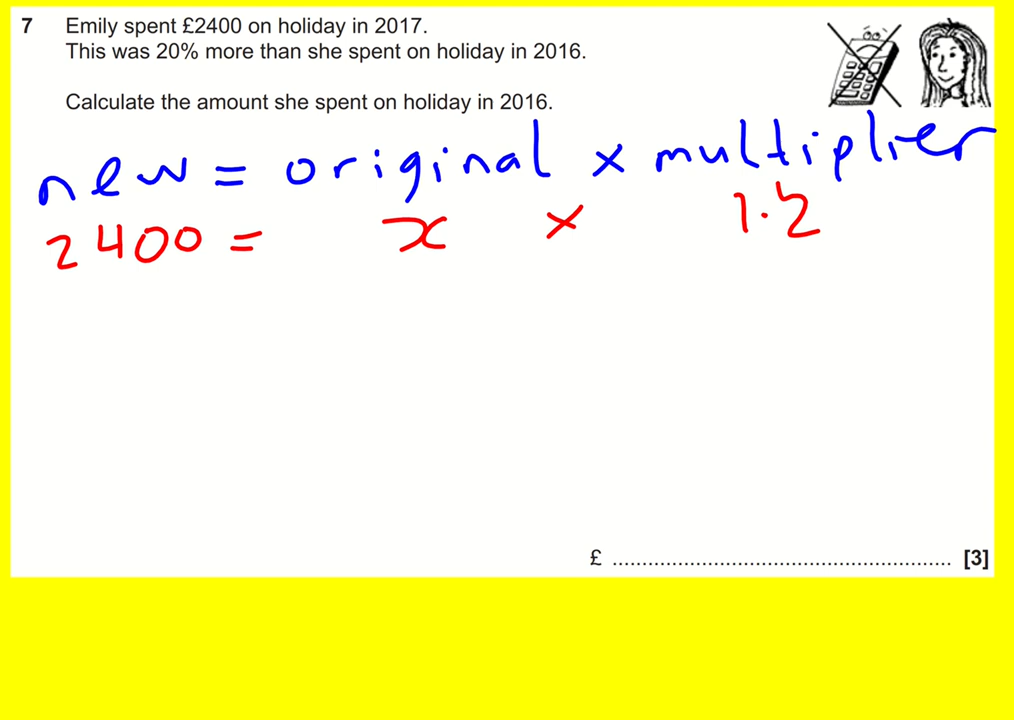 7 Emily spent £2400 on holiday in 2017.
This was 20% more than she spent on holiday in 2016.
Calculate the amount she spent on holiday in 2016.
new = original × multiplier
2400 = x × 1.2
£ ........................................................ [3]